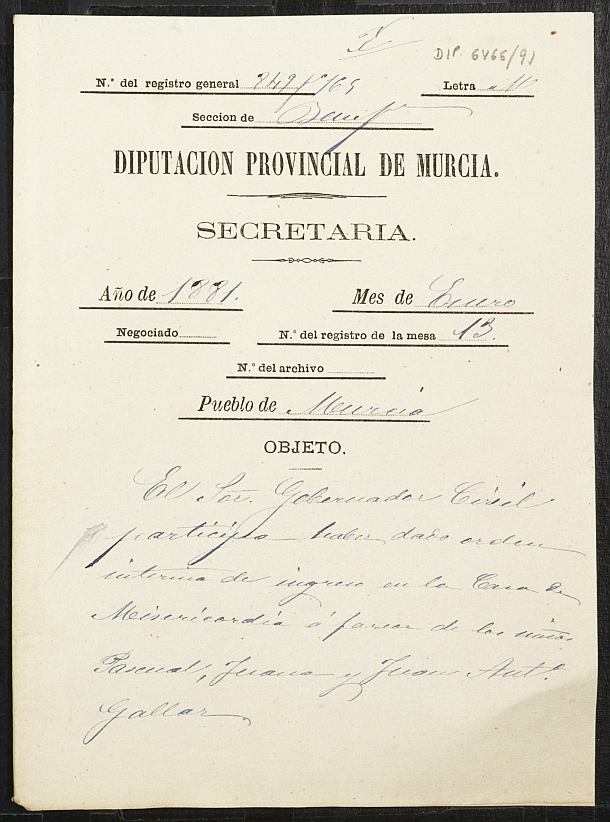 DIP. 6466/91
N.° del registro general
Letra M
Seccion de Benef.ª
DIPUTACION PROVINCIAL DE MURCIA.
SECRETARIA.
Año de 1881. Mes de Enero
Negociado N.° del registro de la mesa 13.
N.° del archivo
Pueblo de Murcia
OBJETO.
El Sor. Gobernador Civil
participa haber dado orden
interina de ingreso en la Casa de
Misericordia á favor de los niños
Pascual, Juana y Juan Ant.°
Gallar